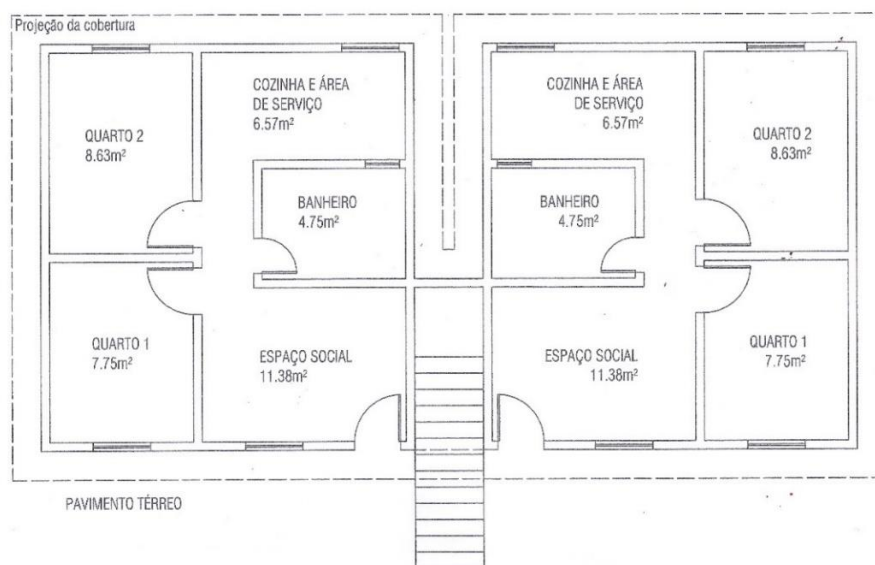 Projeção da cobertura
COZINHA E ÁREA
DE SERVIÇO
6.57m²
QUARTO 2
8.63m²
BANHEIRO
4.75m²
QUARTO 1
7.75m²
ESPAÇO SOCIAL
11.38m²
COZINHA E ÁREA
DE SERVIÇO
6.57m²
QUARTO 2
8.63m²
BANHEIRO
4.75m²
ESPAÇO SOCIAL
11.38m²
QUARTO 1
7.75m²
PAVIMENTO TÉRREO